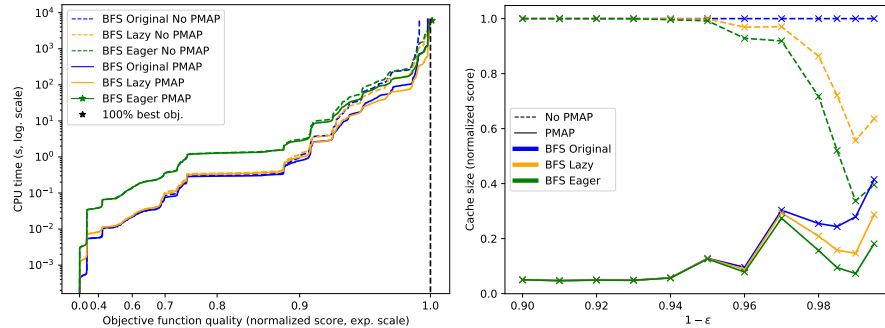 BFS Original No PMAP
BFS Lazy No PMAP
BFS Eager No PMAP
BFS Original PMAP
BFS Lazy PMAP
BFS Eager PMAP
100% best obj.
CPU time (s, log. scale)
10⁴
10³
10²
10¹
10⁰
10⁻¹
10⁻²
10⁻³
0.0 0.4 0.6 0.7 0.9 1.0
Objective function quality (normalized score, exp. scale)
Cache size (normalized score)
1.0
0.8
0.6
0.4
0.2
0.0
No PMAP
PMAP
BFS Original
BFS Lazy
BFS Eager
0.90 0.92 0.94 0.96 0.98
1 − ε